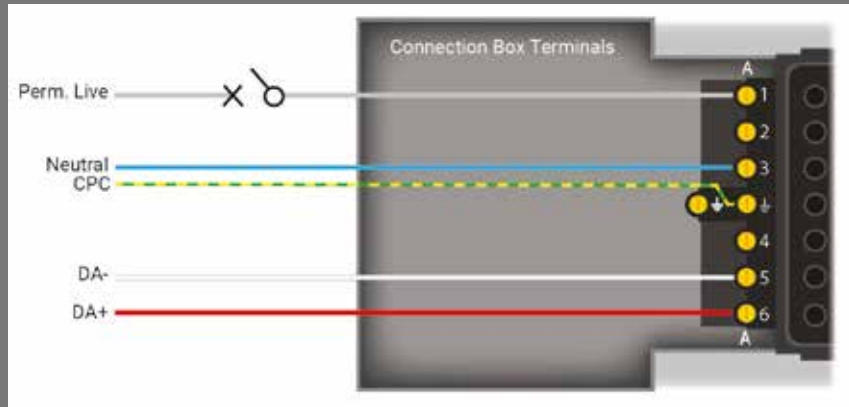 Connection Box Terminals
A
Perm. Live
1
2
Neutral
3
CPC
4
DA-
5
DA+
6
A